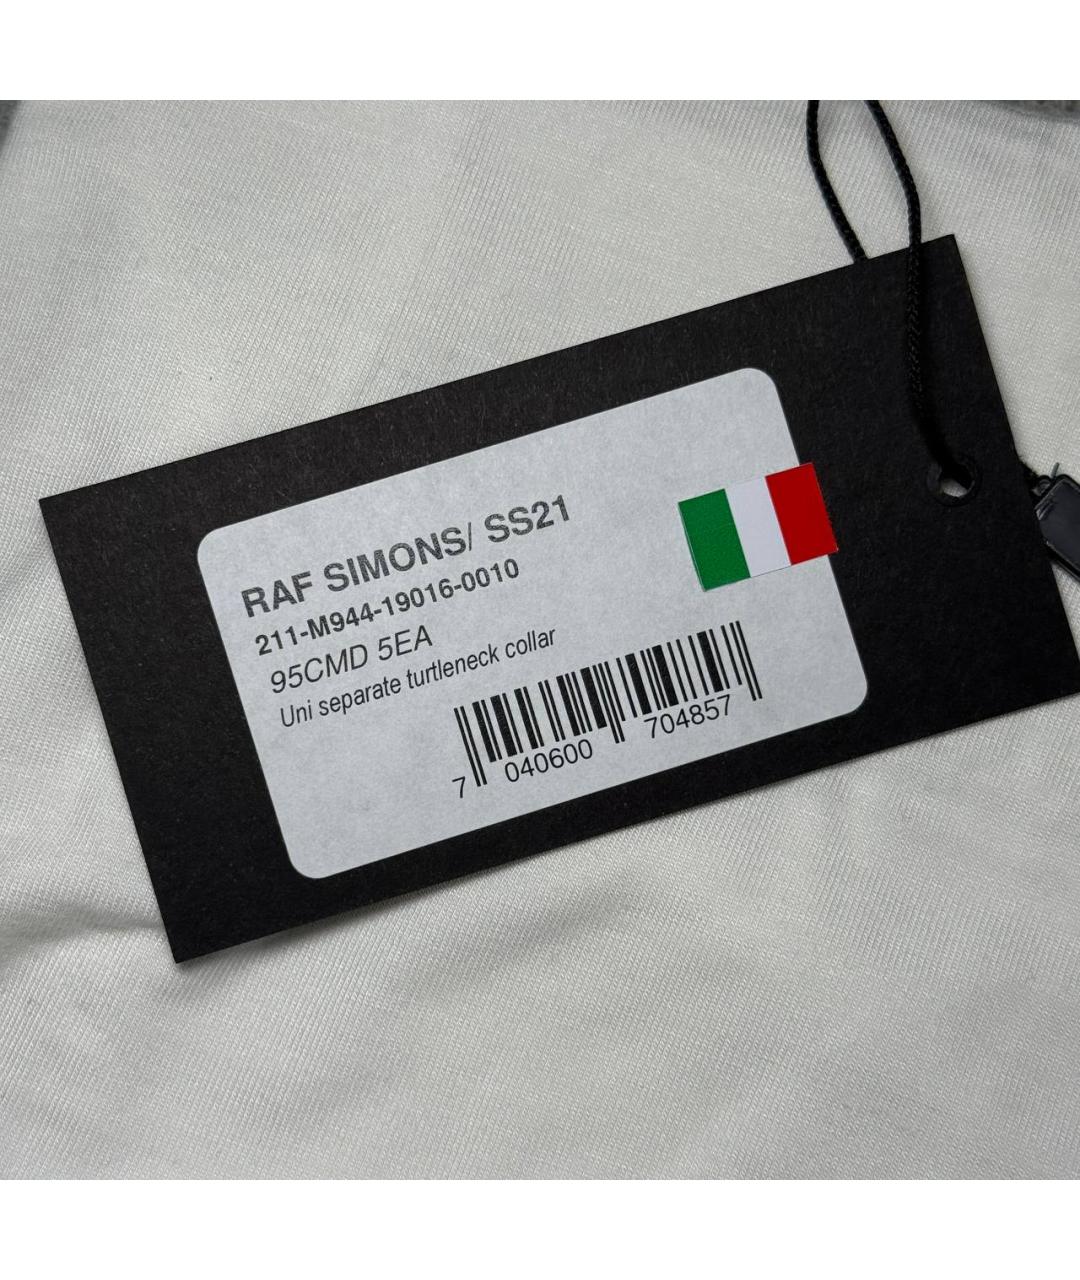 RAF SIMONS/ SS21
211-M944-19016-0010
95CMD 5EA
Uni separate turtleneck collar
7 040600 704857